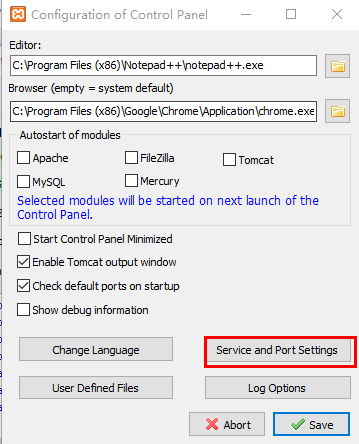 Configuration of Control Panel
Editor:
C:\Program Files (x86)\Notepad++\notepad++.exe
Browser (empty = system default)
C:\Program Files (x86)\Google\Chrome\Application\chrome.exe
Autostart of modules
Apache FileZilla Tomcat
MySQL Mercury
Selected modules will be started on next launch of the
Control Panel.
Start Control Panel Minimized
Enable Tomcat output window
Check default ports on startup
Show debug information
Change Language Service and Port Settings
User Defined Files Log Options
Abort Save